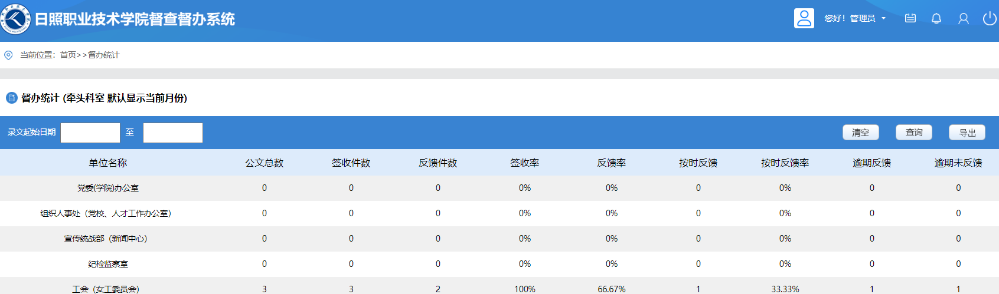 日照职业技术学院督查督办系统
您好！管理员
当前位置：首页>>督办统计
督办统计 (牵头科室 默认显示当前月份)
录文起始日期 至 清空 查询 导出
单位名称 公文总数 签收件数 反馈件数 签收率 反馈率 按时反馈 按时反馈率 逾期反馈 逾期未反馈
党委(学院)办公室 0 0 0 0% 0% 0 0% 0 0
组织人事处（党校、人才工作办公室） 0 0 0 0% 0% 0 0% 0 0
宣传统战部（新闻中心） 0 0 0 0% 0% 0 0% 0 0
纪检监察室 0 0 0 0% 0% 0 0% 0 0
工会（女工委员会） 3 3 2 100% 66.67% 1 33.33% 1 1